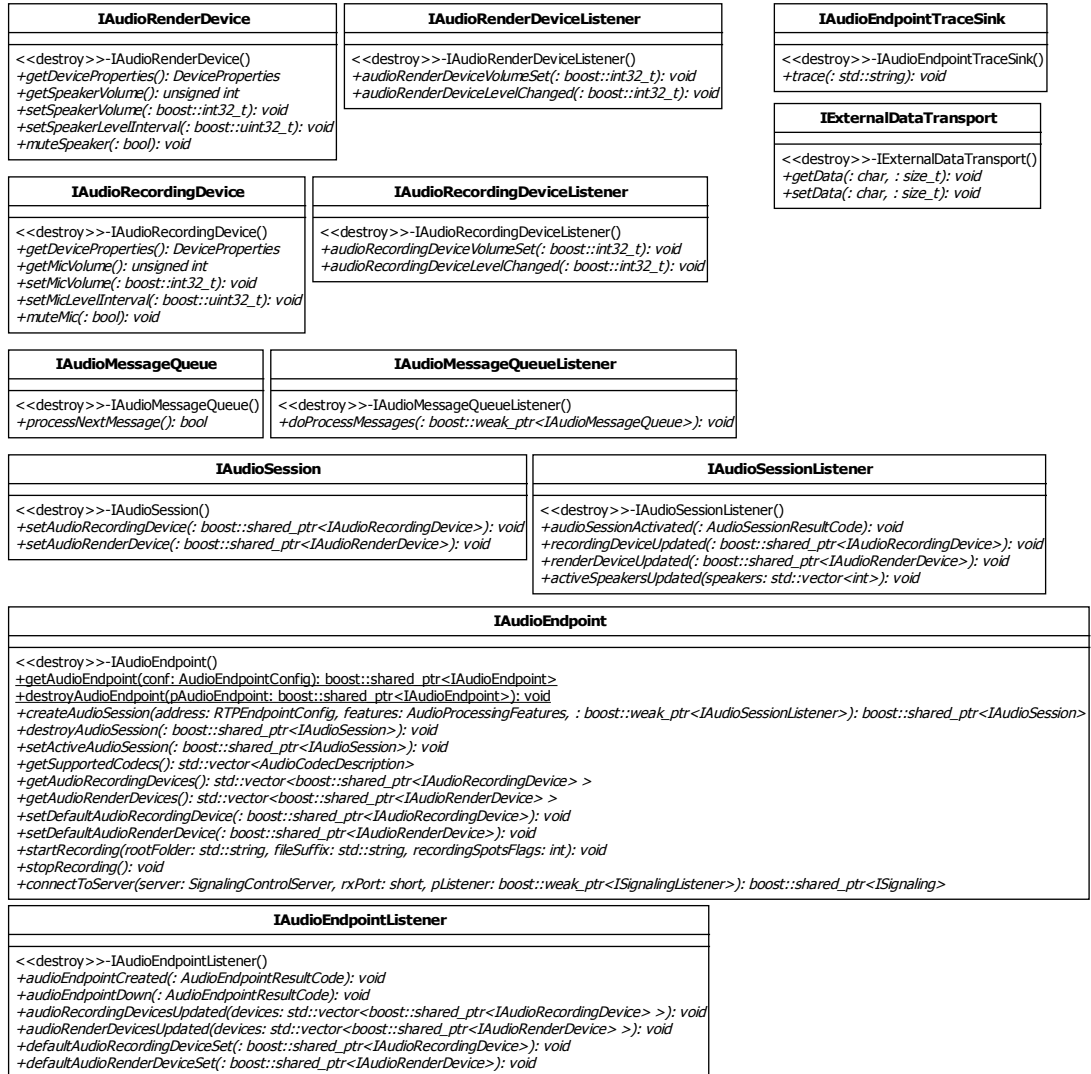 IAudioRenderDevice
<<destroy>>-IAudioRenderDevice()
+getDeviceProperties(): DeviceProperties
+getSpeakerVolume(): unsigned int
+setSpeakerVolume(: boost::int32_t): void
+setSpeakerLevelInterval(: boost::uint32_t): void
+muteSpeaker(: bool): void
IAudioRenderDeviceListener
<<destroy>>-IAudioRenderDeviceListener()
+audioRenderDeviceVolumeSet(: boost::int32_t): void
+audioRenderDeviceLevelChanged(: boost::int32_t): void
IAudioEndpointTraceSink
<<destroy>>-IAudioEndpointTraceSink()
+trace(: std::string): void
IExternalDataTransport
<<destroy>>-IExternalDataTransport()
+getData(: char, : size_t): void
+setData(: char, : size_t): void
IAudioRecordingDevice
<<destroy>>-IAudioRecordingDevice()
+getDeviceProperties(): DeviceProperties
+getMicVolume(): unsigned int
+setMicVolume(: boost::int32_t): void
+setMicLevelInterval(: boost::uint32_t): void
+muteMic(: bool): void
IAudioRecordingDeviceListener
<<destroy>>-IAudioRecordingDeviceListener()
+audioRecordingDeviceVolumeSet(: boost::int32_t): void
+audioRecordingDeviceLevelChanged(: boost::int32_t): void
IAudioMessageQueue
<<destroy>>-IAudioMessageQueue()
+processNextMessage(): bool
IAudioMessageQueueListener
<<destroy>>-IAudioMessageQueueListener()
+doProcessMessages(: boost::weak_ptr<IAudioMessageQueue>): void
IAudioSession
<<destroy>>-IAudioSession()
+setAudioRecordingDevice(: boost::shared_ptr<IAudioRecordingDevice>): void
+setAudioRenderDevice(: boost::shared_ptr<IAudioRenderDevice>): void
IAudioSessionListener
<<destroy>>-IAudioSessionListener()
+audioSessionActivated(: AudioSessionResultCode): void
+recordingDeviceUpdated(: boost::shared_ptr<IAudioRecordingDevice>): void
+renderDeviceUpdated(: boost::shared_ptr<IAudioRenderDevice>): void
+activeSpeakersUpdated(speakers: std::vector<int>): void
IAudioEndpoint
<<destroy>>-IAudioEndpoint()
+getAudioEndpoint(conf: AudioEndpointConfig): boost::shared_ptr<IAudioEndpoint>
+destroyAudioEndpoint(pAudioEndpoint: boost::shared_ptr<IAudioEndpoint>): void
+createAudioSession(address: RTPEndpointConfig, features: AudioProcessingFeatures, : boost::weak_ptr<IAudioSessionListener>): boost::shared_ptr<IAudioSession>
+destroyAudioSession(: boost::shared_ptr<IAudioSession>): void
+setActiveAudioSession(: boost::shared_ptr<IAudioSession>): void
+getSupportedCodecs(): std::vector<AudioCodecDescription>
+getAudioRecordingDevices(): std::vector<boost::shared_ptr<IAudioRecordingDevice> >
+getAudioRenderDevices(): std::vector<boost::shared_ptr<IAudioRenderDevice> >
+setDefaultAudioRecordingDevice(: boost::shared_ptr<IAudioRecordingDevice>): void
+setDefaultAudioRenderDevice(: boost::shared_ptr<IAudioRenderDevice>): void
+startRecording(rootFolder: std::string, fileSuffix: std::string, recordingSpotsFlags: int): void
+stopRecording(): void
+connectToServer(server: SignalingControlServer, rxPort: short, pListener: boost::weak_ptr<ISignalingListener>): boost::shared_ptr<ISignaling>
IAudioEndpointListener
<<destroy>>-IAudioEndpointListener()
+audioEndpointCreated(: AudioEndpointResultCode): void
+audioEndpointDown(: AudioEndpointResultCode): void
+audioRecordingDevicesUpdated(devices: std::vector<boost::shared_ptr<IAudioRecordingDevice> >): void
+audioRenderDevicesUpdated(devices: std::vector<boost::shared_ptr<IAudioRenderDevice> >): void
+defaultAudioRecordingDeviceSet(: boost::shared_ptr<IAudioRecordingDevice>): void
+defaultAudioRenderDeviceSet(: boost::shared_ptr<IAudioRenderDevice>): void